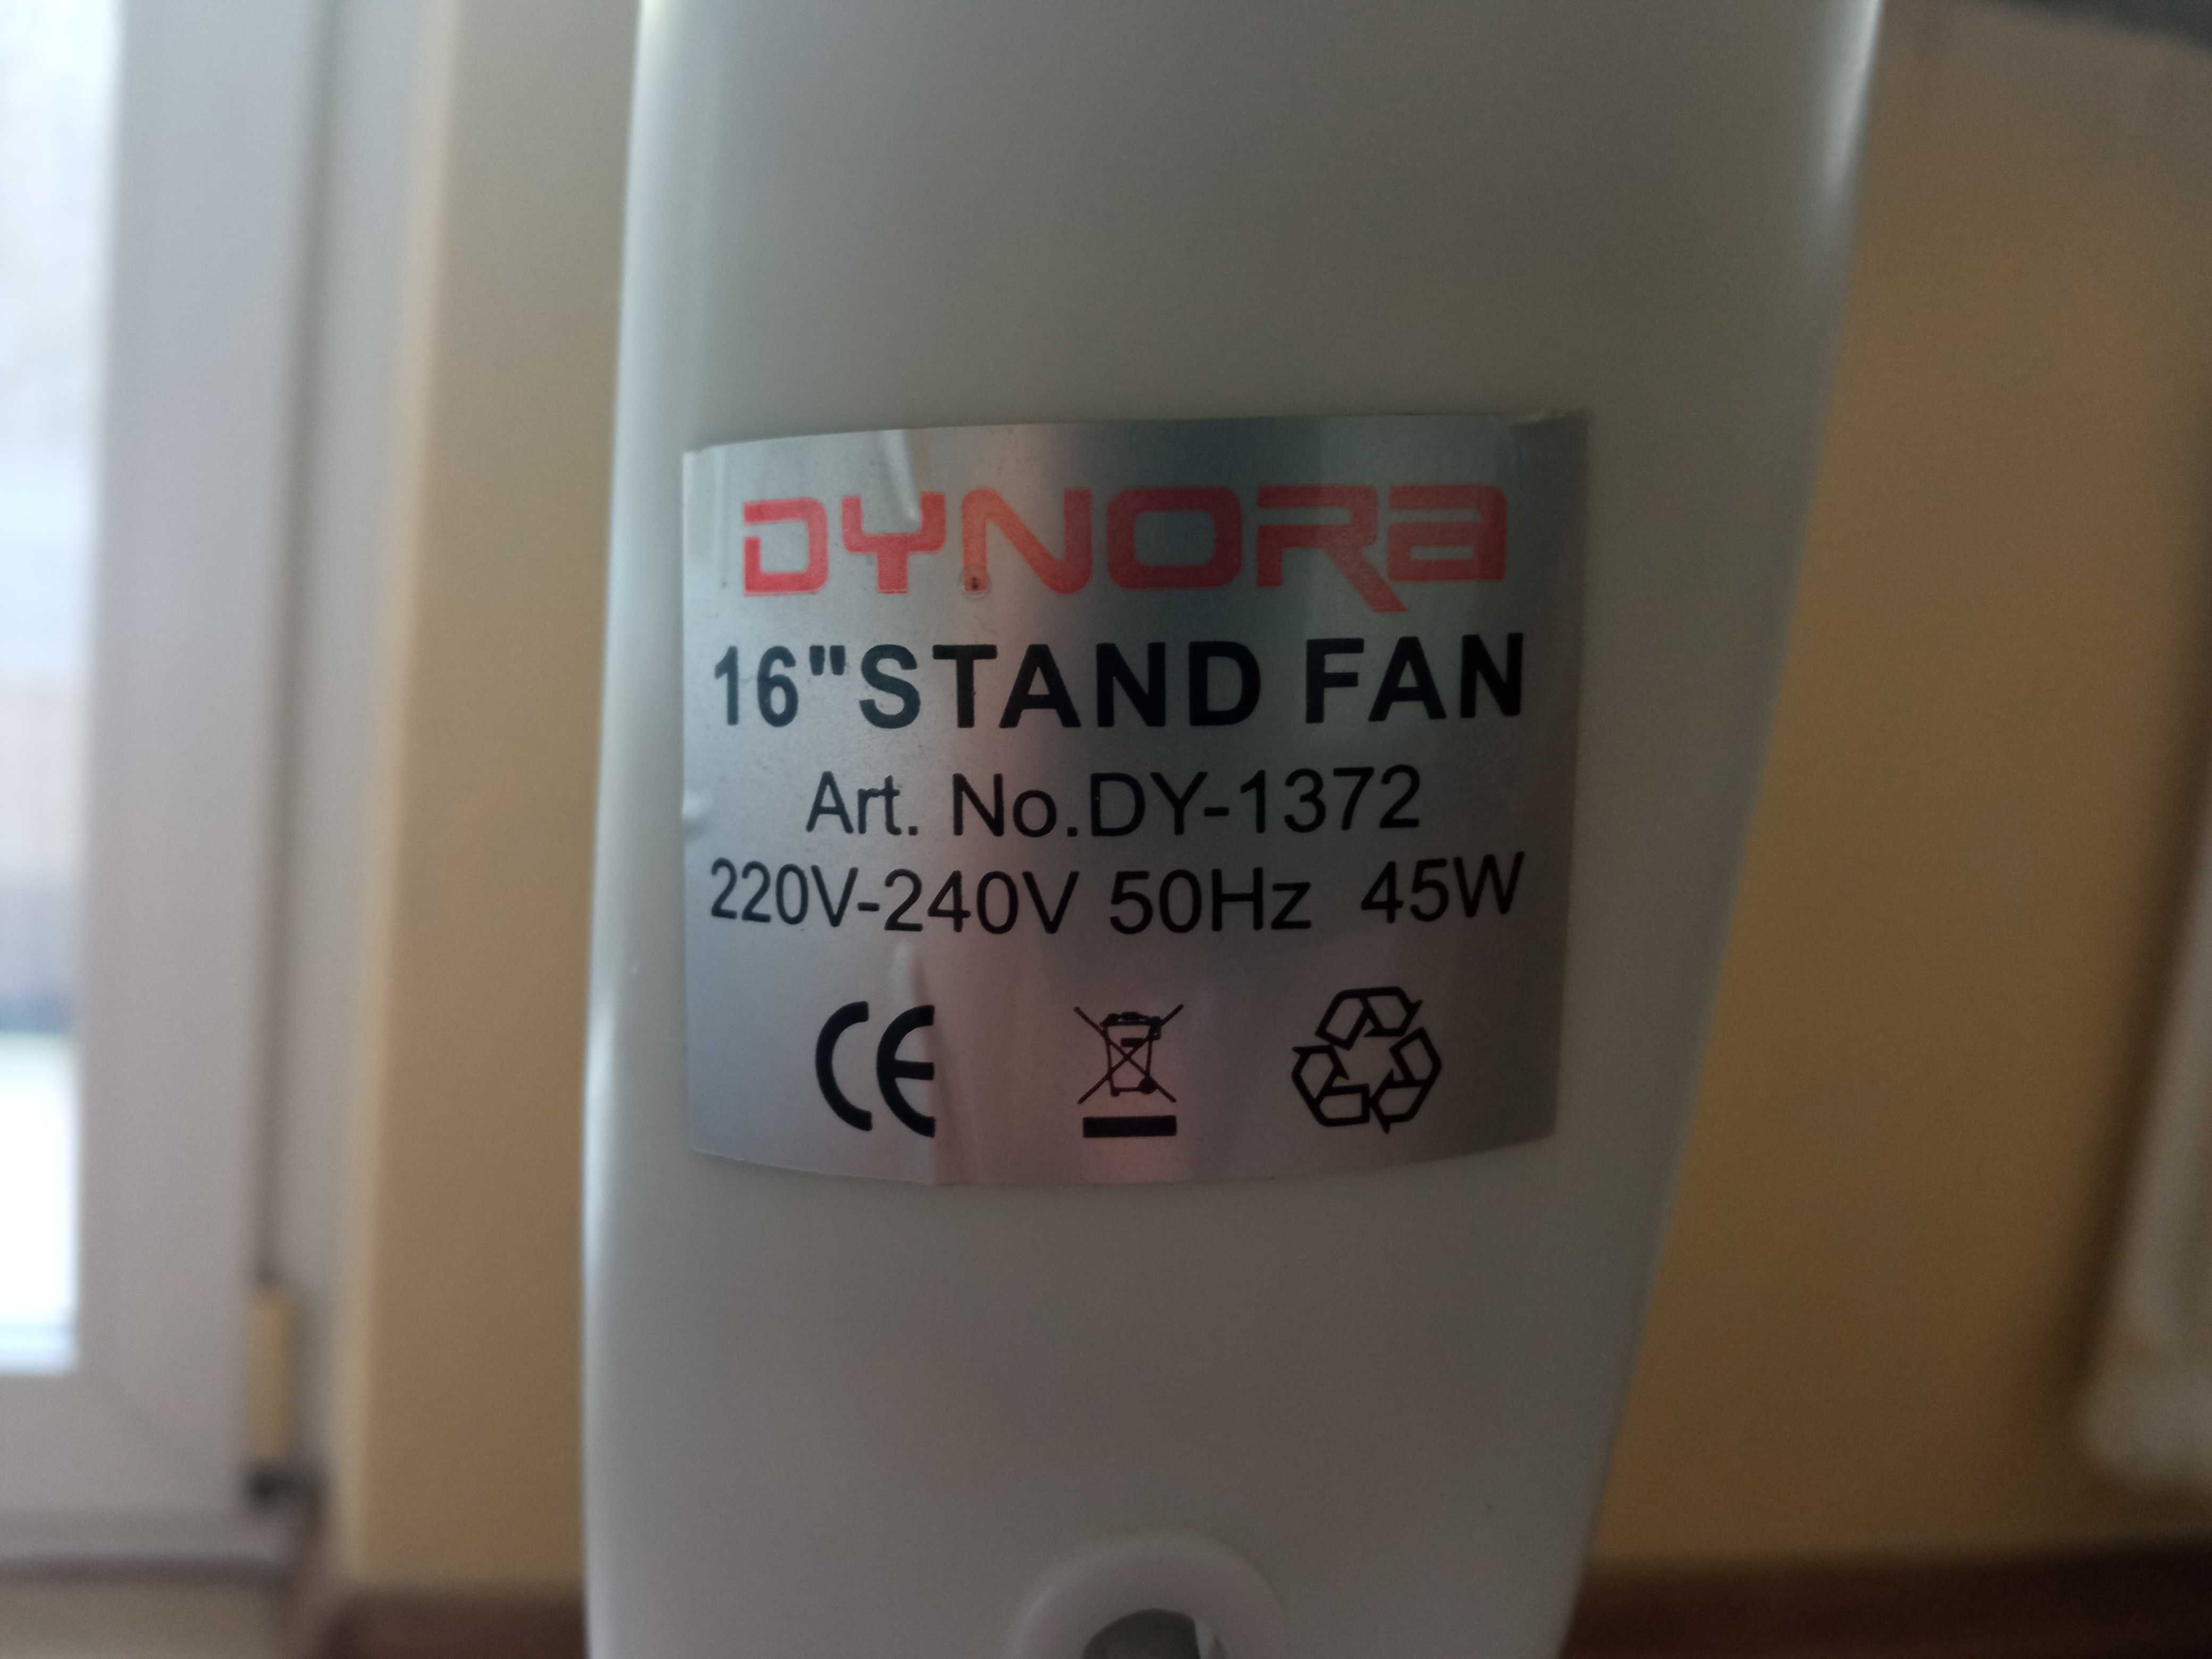 DYNORA
16"STAND FAN
Art. No.DY-1372
220V-240V 50Hz 45W
CE